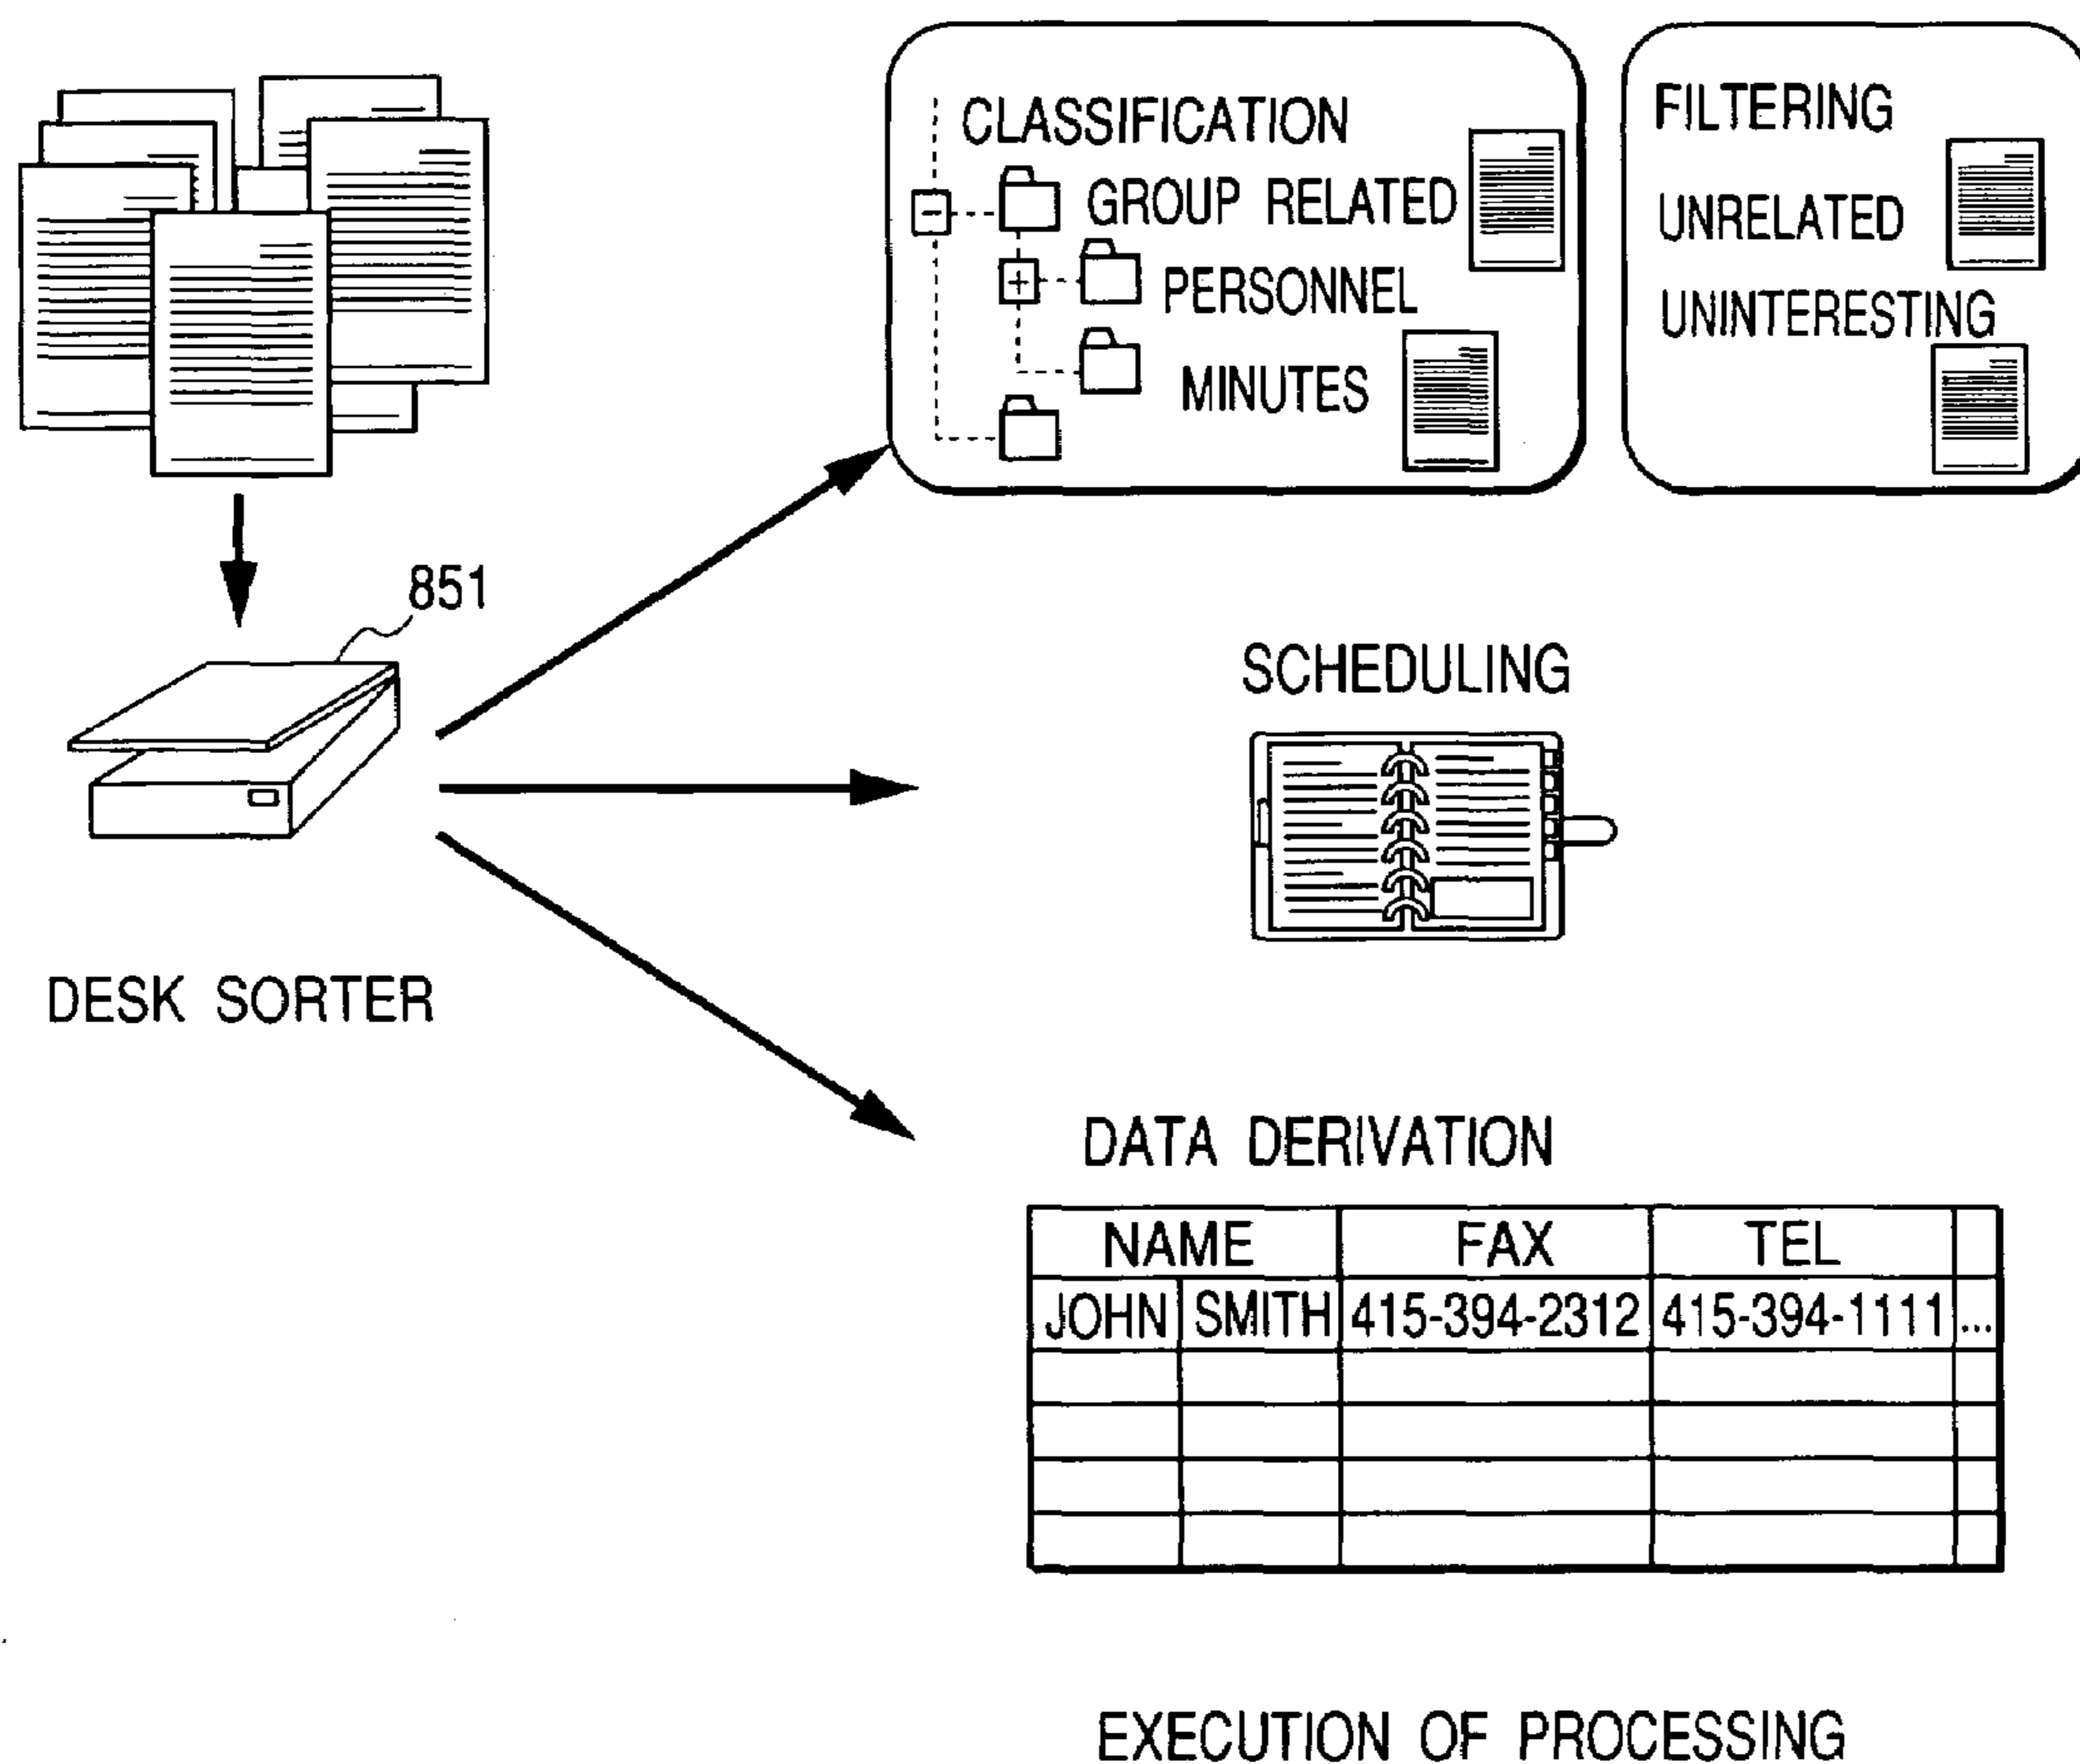 CLASSIFICATION
GROUP RELATED
PERSONNEL
MINUTES
FILTERING
UNRELATED
UNINTERESTING
851
DESK SORTER
SCHEDULING
DATA DERIVATION
NAME FAX TEL
JOHN SMITH 415-394-2312 415-394-1111 ...
EXECUTION OF PROCESSING